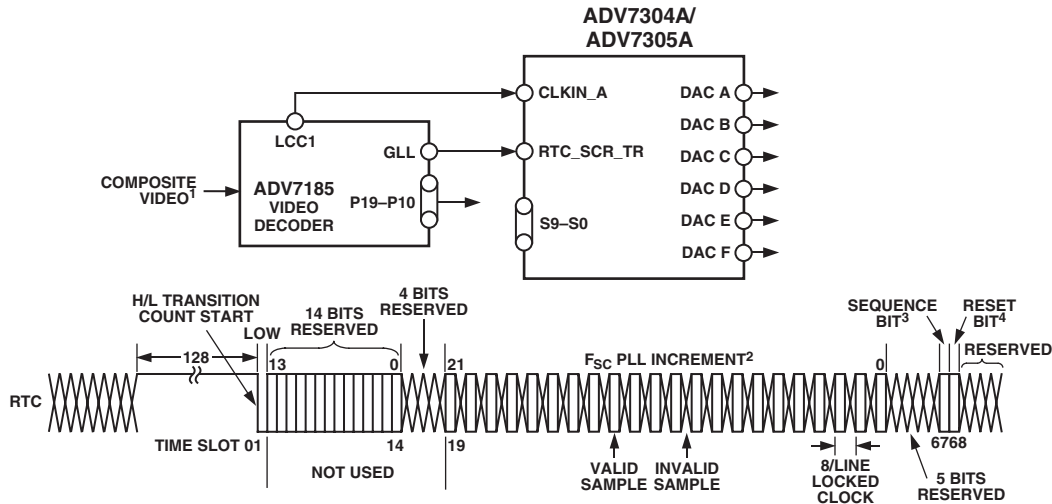 ADV7304A/
ADV7305A
CLKIN_A
DAC A
LCC1
DAC B
GLL
RTC_SCR_TR
DAC C
COMPOSITE
VIDEO1
ADV7185
VIDEO
DECODER
P19–P10
DAC D
S9–S0
DAC E
DAC F
H/L TRANSITION
COUNT START
LOW
14 BITS
RESERVED
4 BITS
RESERVED
SEQUENCE
BIT3
RESET
BIT4
RESERVED
128
13
0
21
FSC PLL INCREMENT2
0
RTC
TIME SLOT 01
14
19
6768
NOT USED
VALID
SAMPLE
INVALID
SAMPLE
8/LINE
LOCKED
CLOCK
5 BITS
RESERVED